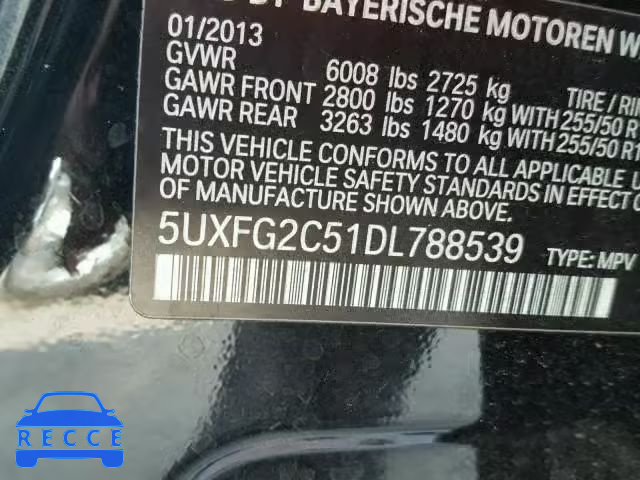 BY BAYERISCHE MOTOREN
01/2013
GVWR 6008 lbs 2725 kg
GAWR FRONT 2800 lbs 1270 kg WITH 255/50
GAWR REAR 3263 lbs 1480 kg WITH 255/50
TIRE /
THIS VEHICLE CONFORMS TO ALL APPLICABLE
MOTOR VEHICLE SAFETY STANDARDS IN EFFECT
OF MANUFACTURE SHOWN ABOVE.
5UXFG2C51DL788539
TYPE: MPV
RECCE